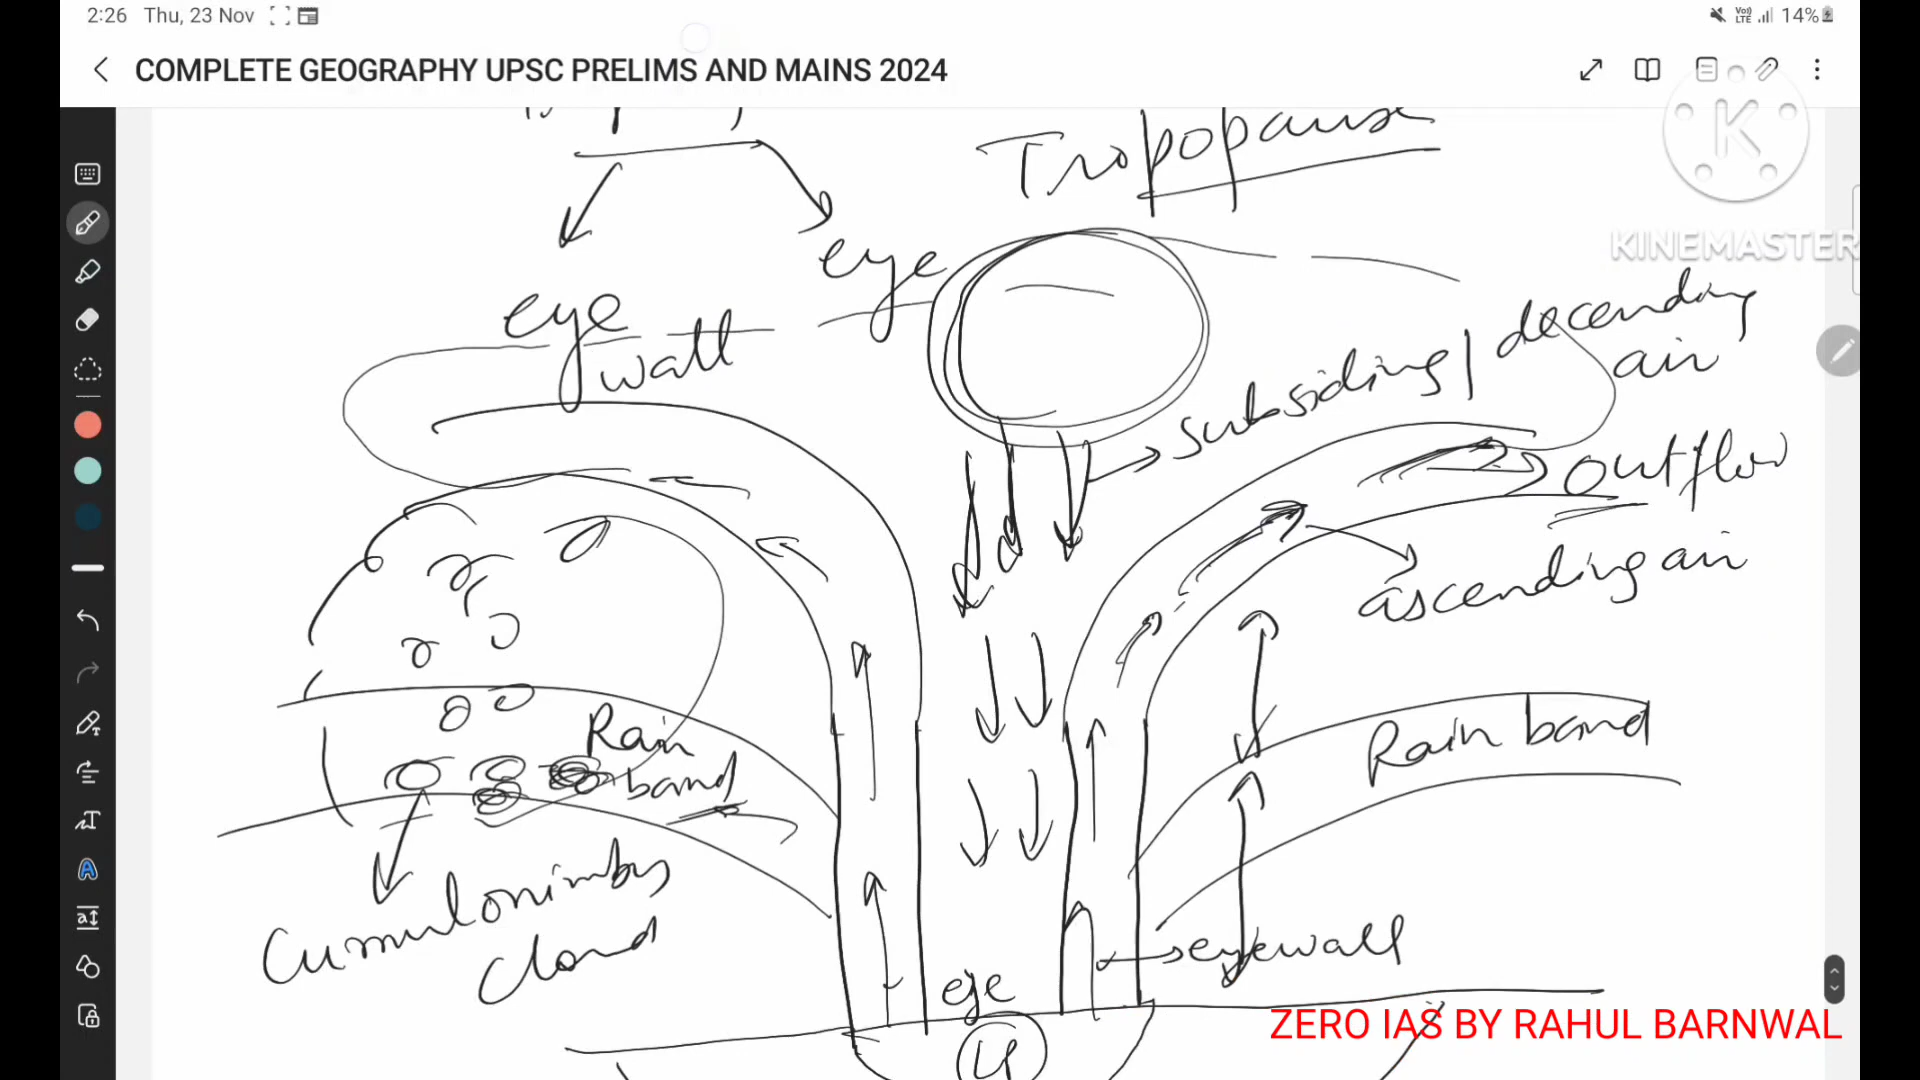 2:26 Thu, 23 Nov
14%
COMPLETE GEOGRAPHY UPSC PRELIMS AND MAINS 2024
K
KINEMASTER
Tropopause
eye
eye
wall
subsiding/decending
air
outflow
ascending air
Rain
band
Rain band
Cumulonimbus
cloud
eyewall
eye
ZERO IAS BY RAHUL BARNWAL